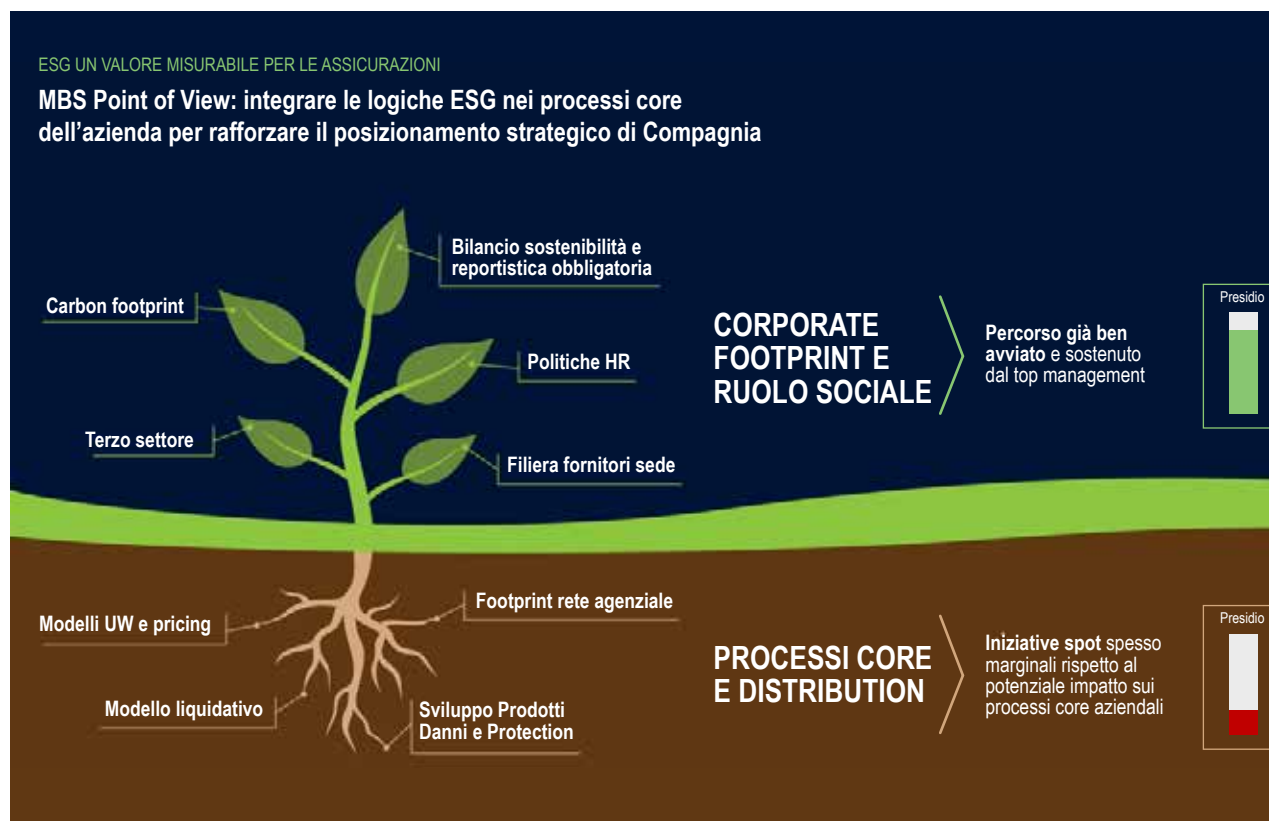 ESG UN VALORE MISURABILE PER LE ASSICURAZIONI
MBS Point of View: integrare le logiche ESG nei processi core
dell'azienda per rafforzare il posizionamento strategico di Compagnia
Bilancio sostenibilità e
reportistica obbligatoria
Carbon footprint
Politiche HR
Terzo settore
Filiera fornitori sede
CORPORATE
FOOTPRINT E
RUOLO SOCIALE
Percorso già ben
avviato e sostenuto
dal top management
Presidio
Footprint rete agenziale
Modelli UW e pricing
Modello liquidativo
Sviluppo Prodotti
Danni e Protection
PROCESSI CORE
E DISTRIBUTION
Iniziative spot spesso
marginali rispetto al
potenziale impatto sui
processi core aziendali
Presidio